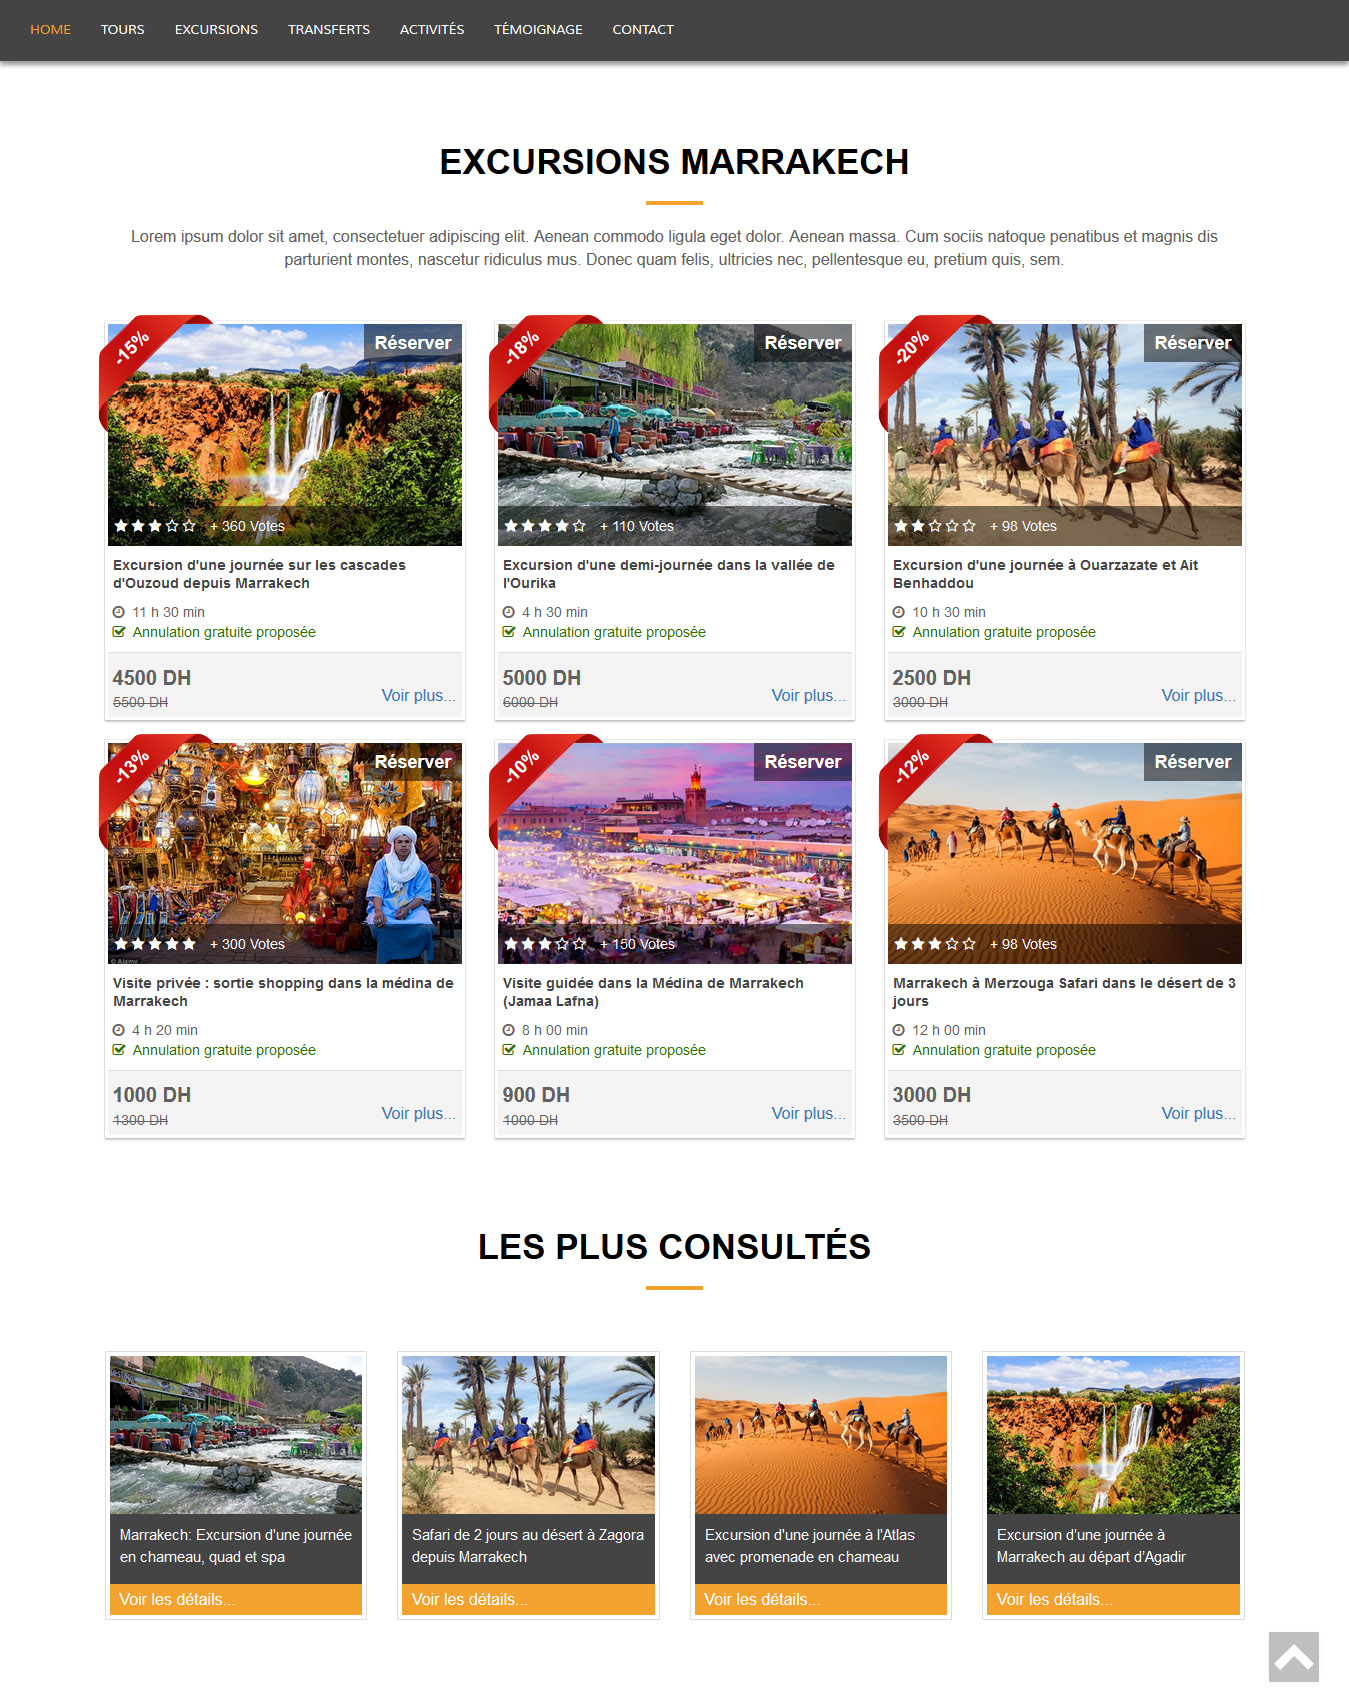 HOME TOURS EXCURSIONS TRANSFERTS ACTIVITÉS TÉMOIGNAGE CONTACT
EXCURSIONS MARRAKECH
Lorem ipsum dolor sit amet, consectetuer adipiscing elit. Aenean commodo ligula eget dolor. Aenean massa. Cum sociis natoque penatibus et magnis dis
parturient montes, nascetur ridiculus mus. Donec quam felis, ultricies nec, pellentesque eu, pretium quis, sem.
-15%
Réserver
+ 360 Votes
Excursion d'une journée sur les cascades
d'Ouzoud depuis Marrakech
11 h 30 min
Annulation gratuite proposée
4500 DH
5500 DH
Voir plus...
-18%
Réserver
+ 110 Votes
Excursion d'une demi-journée dans la vallée de
l'Ourika
4 h 30 min
Annulation gratuite proposée
5000 DH
6000 DH
Voir plus...
-20%
Réserver
+ 98 Votes
Excursion d'une journée à Ouarzazate et Ait
Benhaddou
10 h 30 min
Annulation gratuite proposée
2500 DH
3000 DH
Voir plus...
-13%
Réserver
+ 300 Votes
© Alamy
Visite privée : sortie shopping dans la médina de
Marrakech
4 h 20 min
Annulation gratuite proposée
1000 DH
1300 DH
Voir plus...
-10%
Réserver
+ 150 Votes
Visite guidée dans la Médina de Marrakech
(Jamaa Lafna)
8 h 00 min
Annulation gratuite proposée
900 DH
1000 DH
Voir plus...
-12%
Réserver
+ 98 Votes
Marrakech à Merzouga Safari dans le désert de 3
jours
12 h 00 min
Annulation gratuite proposée
3000 DH
3500 DH
Voir plus...
LES PLUS CONSULTÉS
Marrakech: Excursion d'une journée
en chameau, quad et spa
Voir les détails...
Safari de 2 jours au désert à Zagora
depuis Marrakech
Voir les détails...
Excursion d'une journée à l'Atlas
avec promenade en chameau
Voir les détails...
Excursion d’une journée à
Marrakech au départ d’Agadir
Voir les détails...